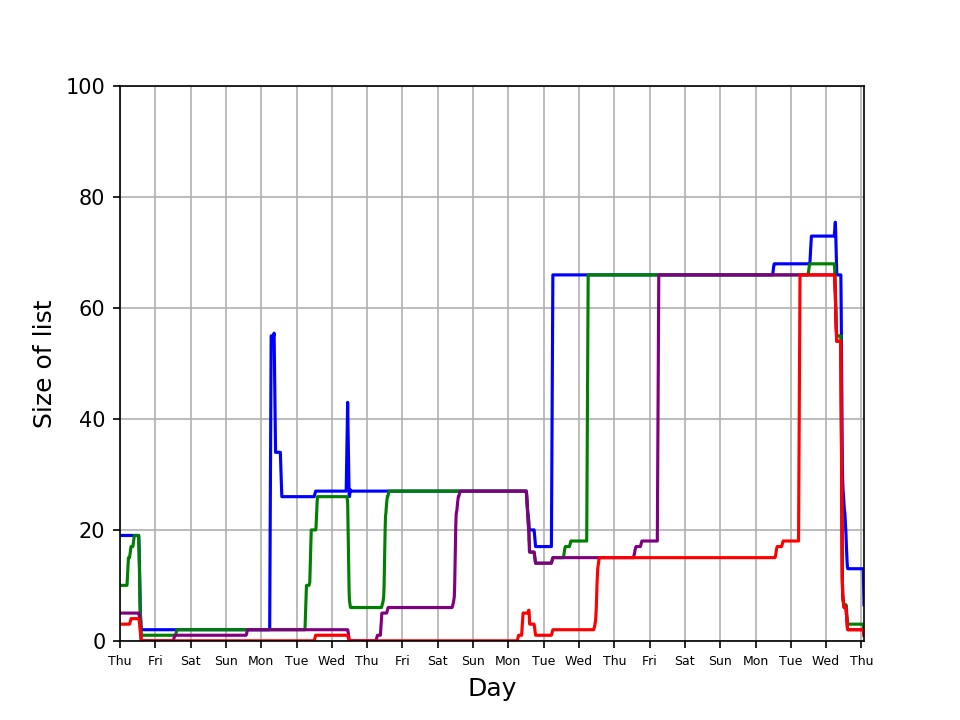 100
80
60
40
20
0
Size of list
Thu Fri Sat Sun Mon Tue Wed Thu Fri Sat Sun Mon Tue Wed Thu Fri Sat Sun Mon Tue Wed Thu
Day